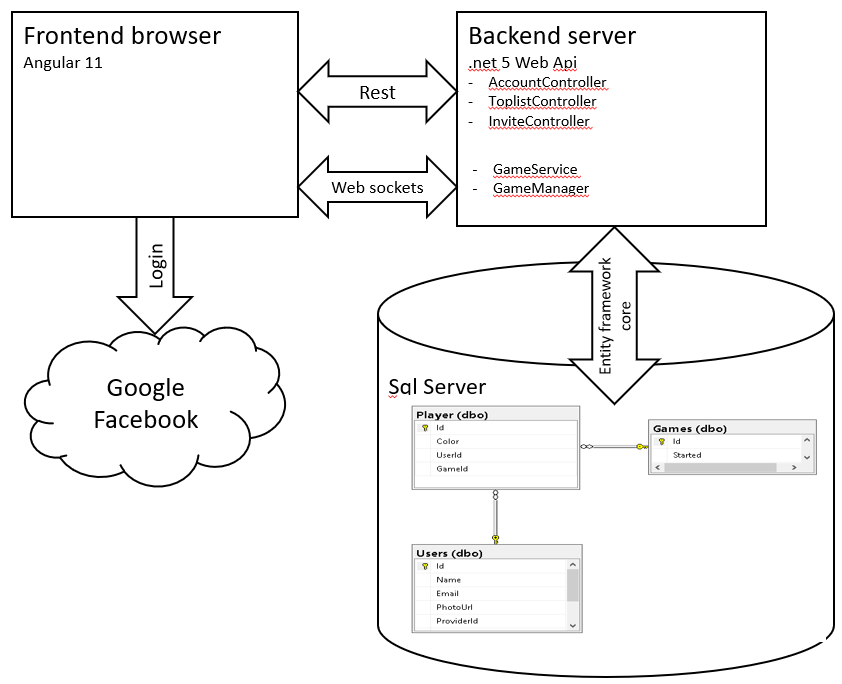 Frontend browser
Angular 11
Rest
Web sockets
Backend server
.net 5 Web Api
- AccountController
- ToplistController
- InviteController
- GameService
- GameManager
Login
Google
Facebook
Entity framework
core
Sql Server
Player (dbo)
Id
Color
UserId
GameId
Games (dbo)
Id
Started
Users (dbo)
Id
Name
Email
PhotoUrl
ProviderId